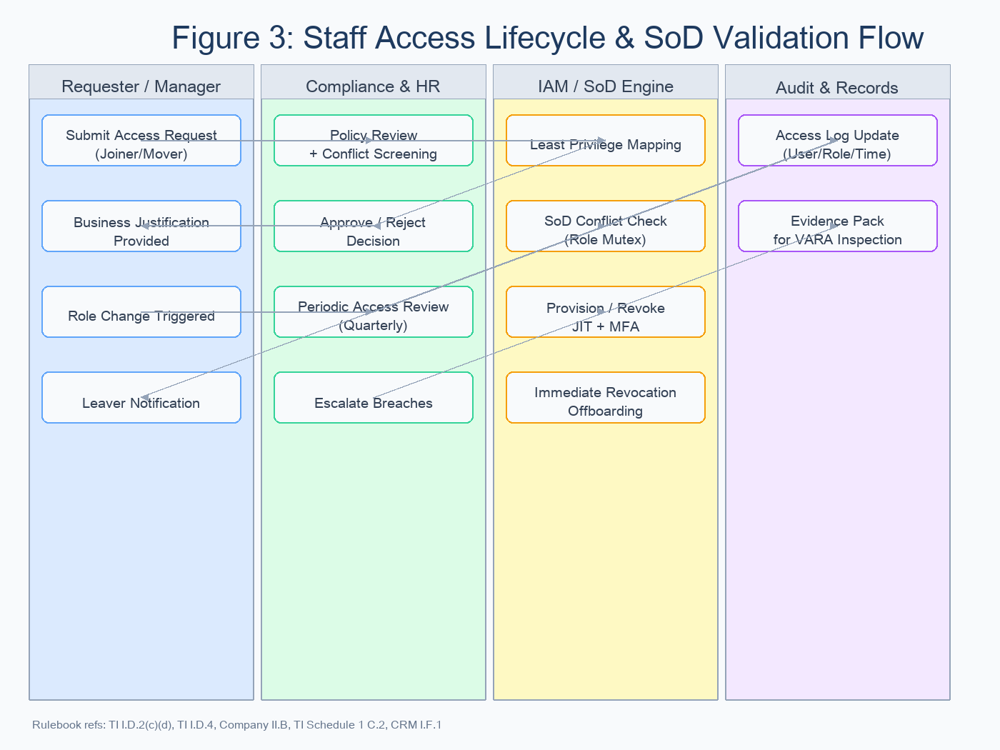 Figure 3: Staff Access Lifecycle & SoD Validation Flow
Requester / Manager
Submit Access Request
(Joiner/Mover)
Business Justification
Provided
Role Change Triggered
Leaver Notification
Compliance & HR
Policy Review
+ Conflict Screening
Approve / Reject
Decision
Periodic Access Review
(Quarterly)
Escalate Breaches
IAM / SoD Engine
Least Privilege Mapping
SoD Conflict Check
(Role Mutex)
Provision / Revoke
JIT + MFA
Immediate Revocation
Offboarding
Audit & Records
Access Log Update
(User/Role/Time)
Evidence Pack
for VARA Inspection
Rulebook refs: TI I.D.2(c)(d), TI I.D.4, Company II.B, TI Schedule 1 C.2, CRM I.F.1